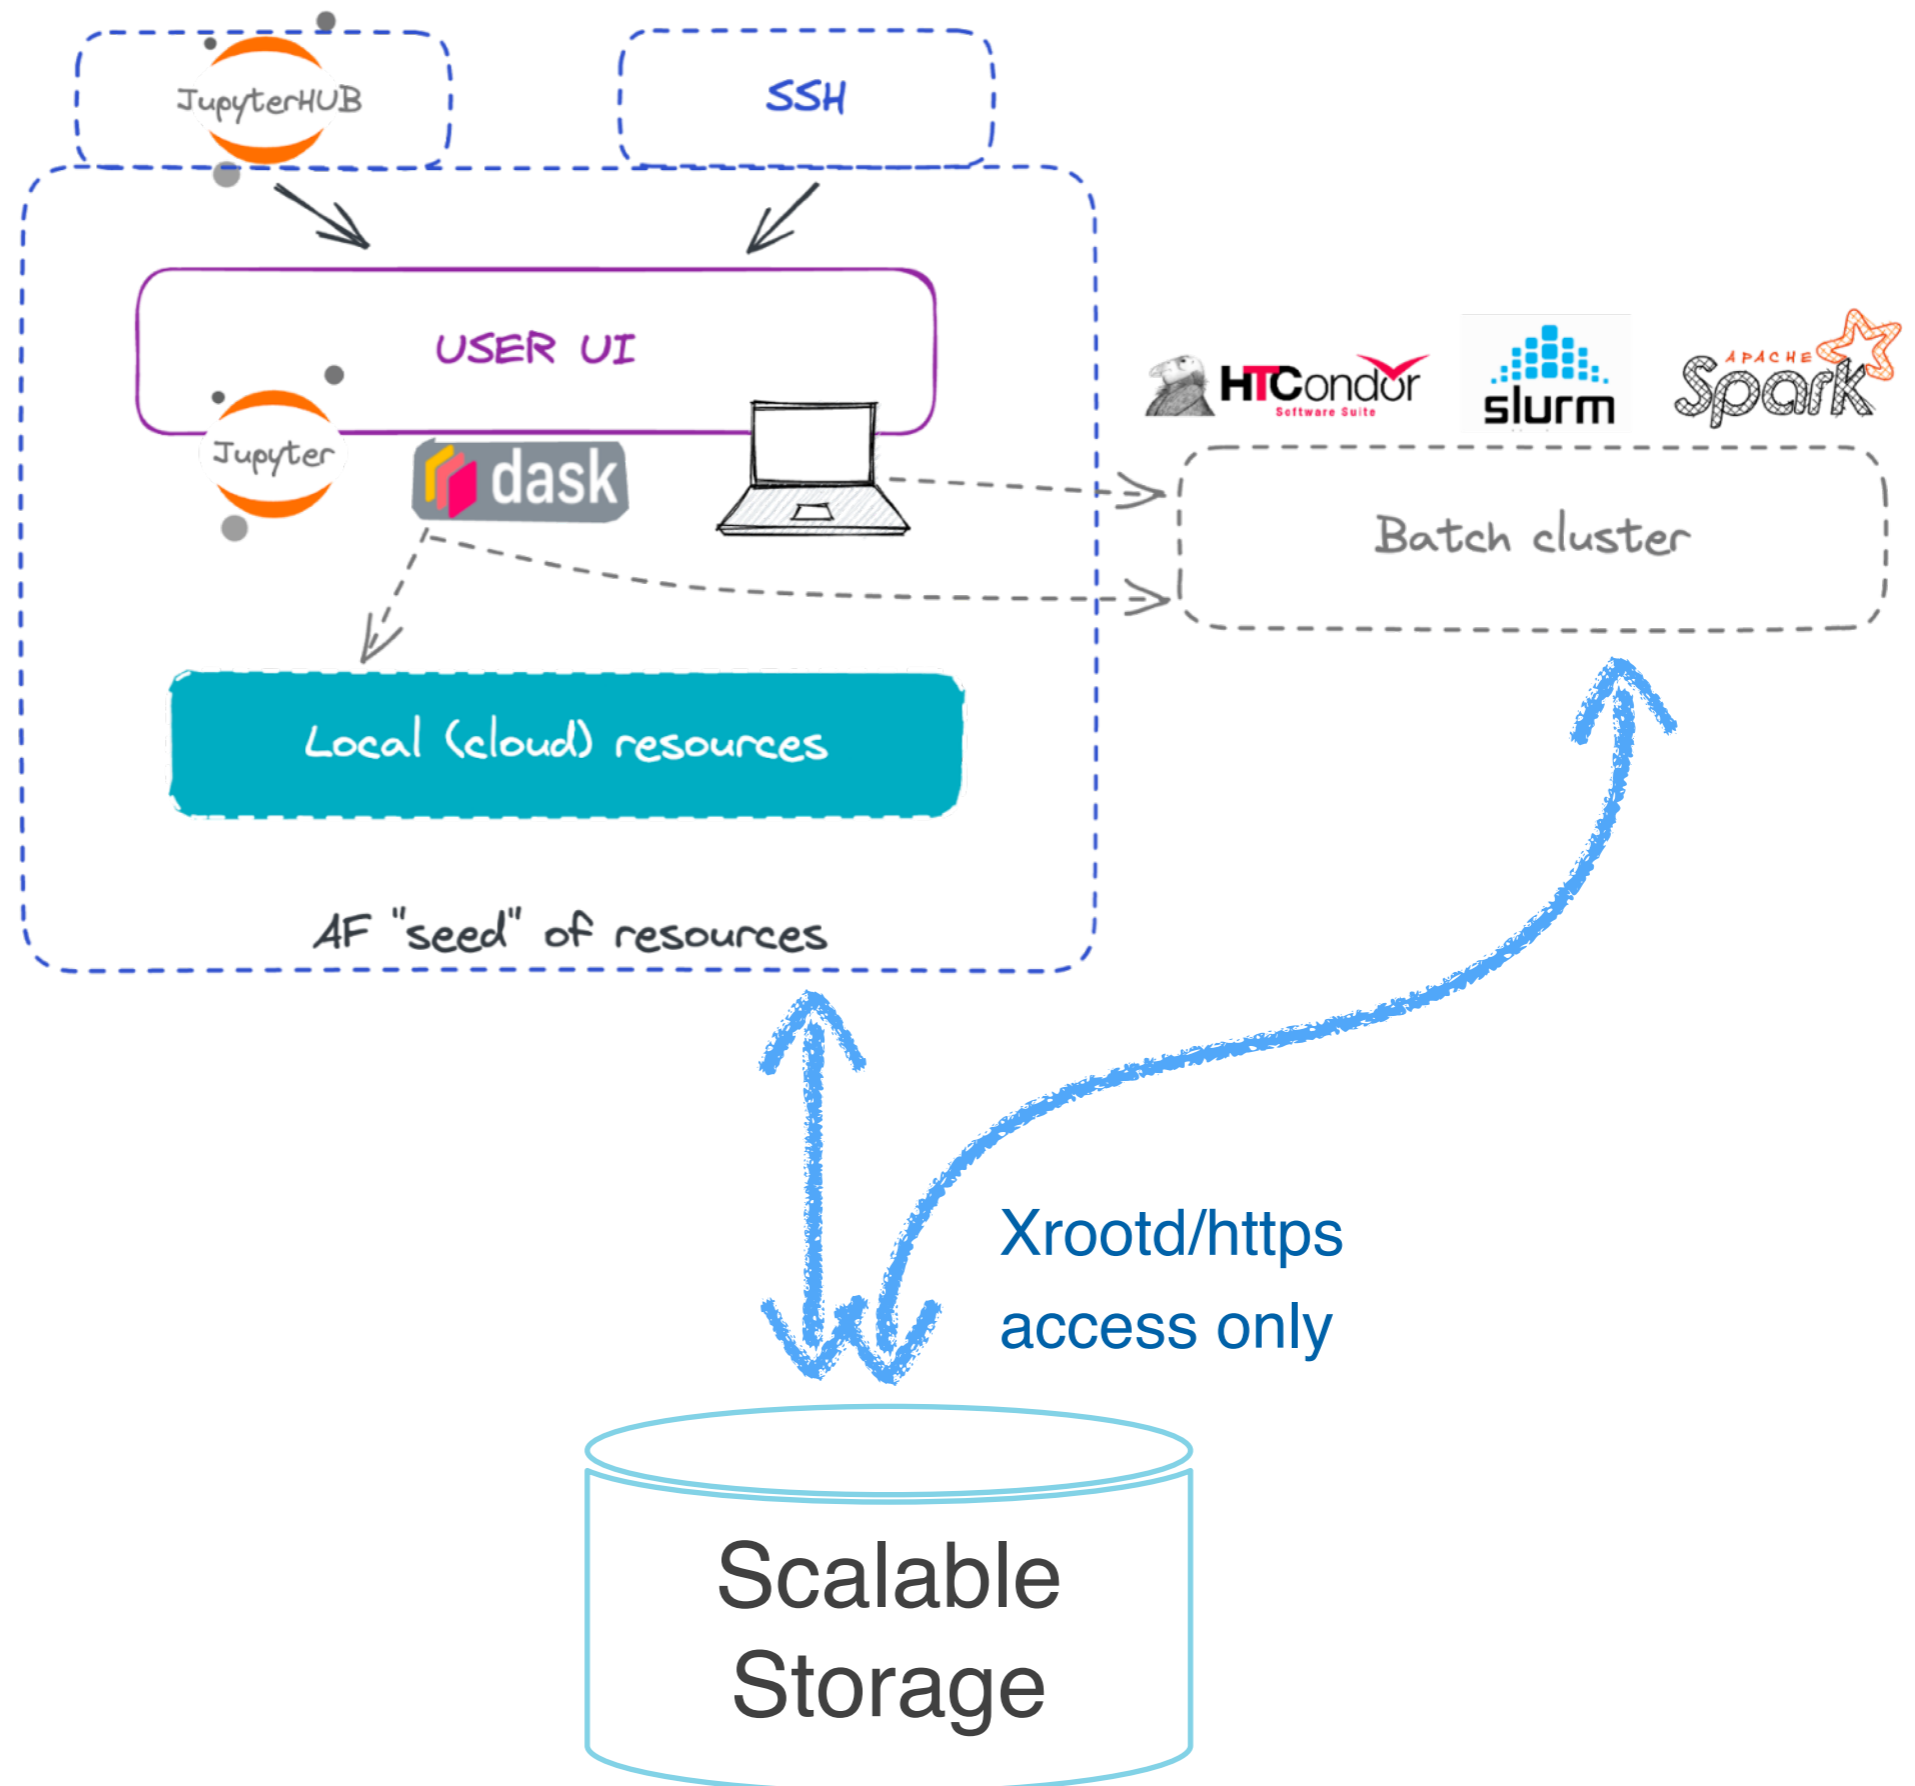 JupyterHUB
SSH
USER UI
Jupyter
dask
HTCondor
Software Suite
slurm
APACHE
Spark
Batch cluster
Local (cloud) resources
AF "seed" of resources
Xrootd/https
access only
Scalable
Storage